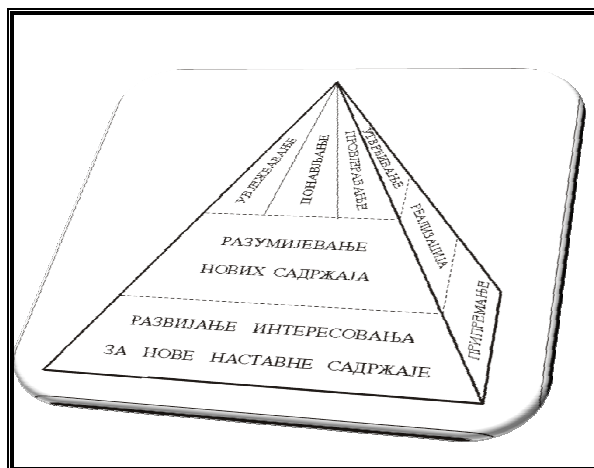 УВЈЕЖБАВАЊЕ
ПОНАВЉАЊЕ
ПРОВЈЕРАВАЊЕ
УТВРЂИВАЊЕ
РАЗУМИЈЕВАЊЕ
НОВИХ САДРЖАЈА
РЕАЛИЗАЦИЈА
РАЗВИЈАЊЕ ИНТЕРЕСОВАЊА
ЗА НОВЕ НАСТАВНЕ САДРЖАЈЕ
ПРИПРЕМАЊЕ